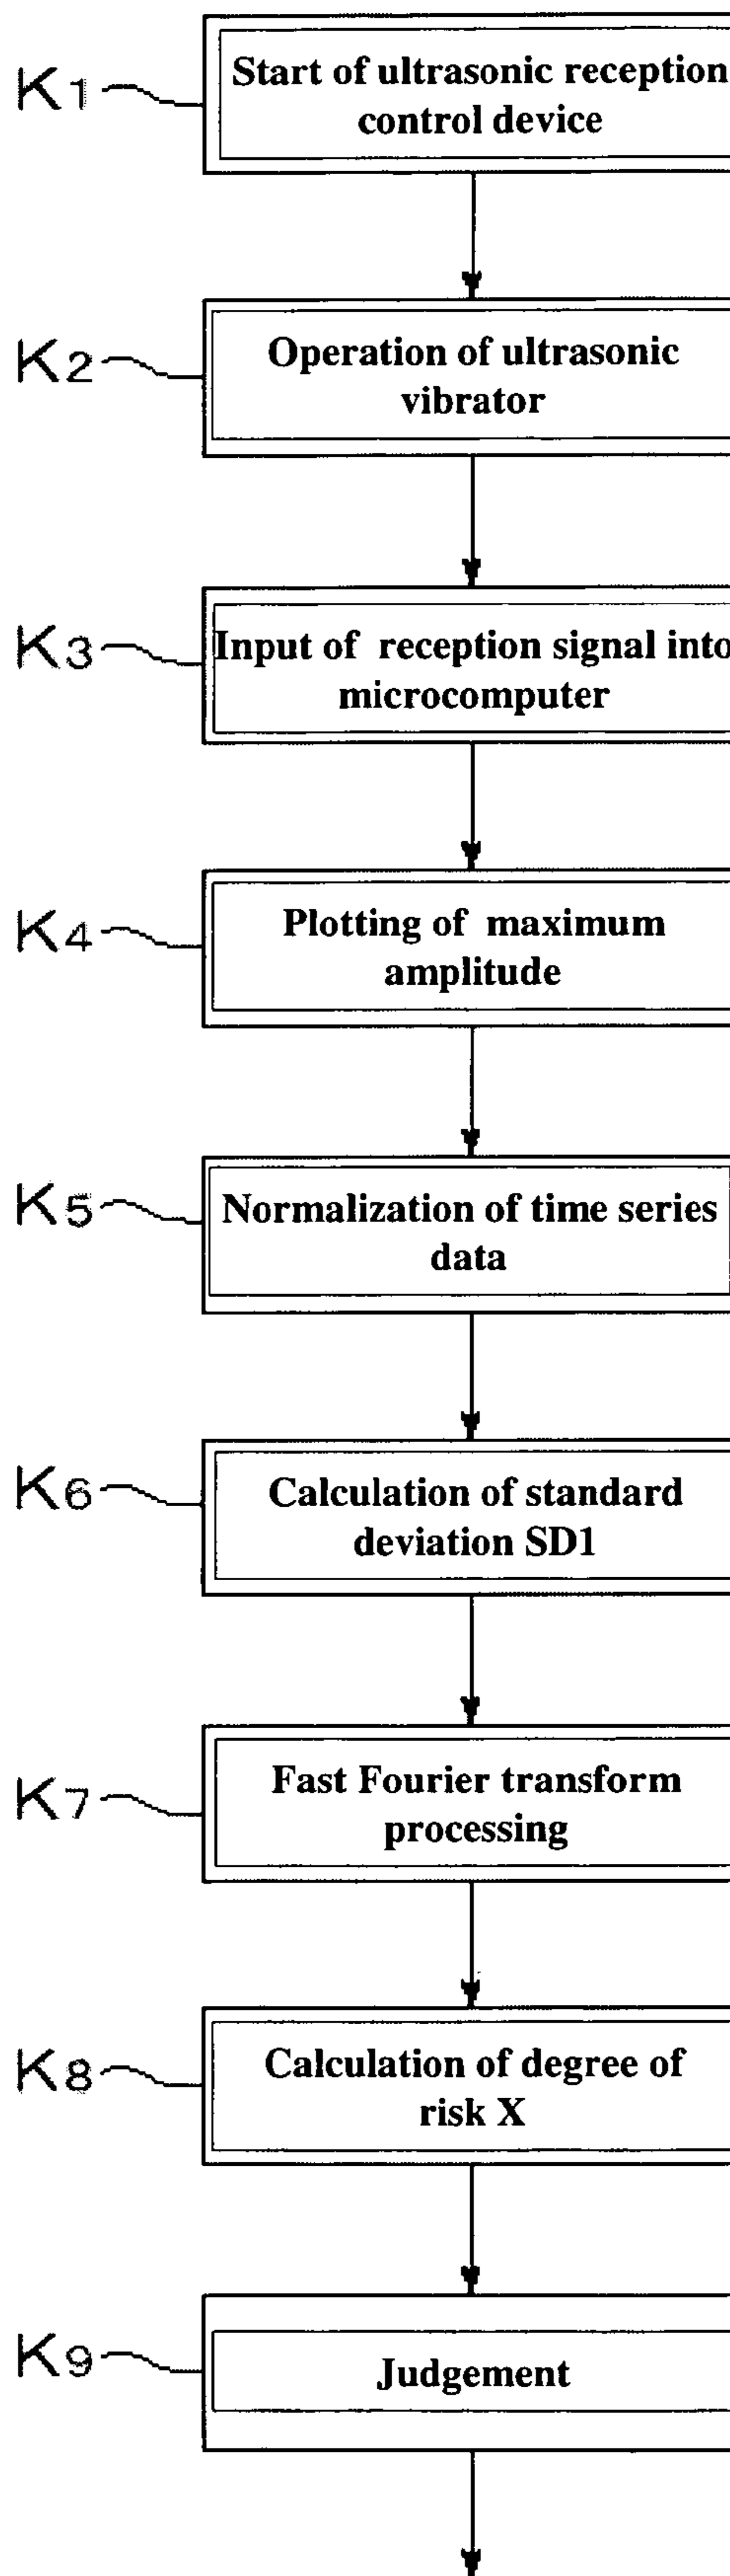 K1
Start of ultrasonic reception
control device
K2
Operation of ultrasonic
vibrator
K3
Input of reception signal into
microcomputer
K4
Plotting of maximum
amplitude
K5
Normalization of time series
data
K6
Calculation of standard
deviation SD1
K7
Fast Fourier transform
processing
K8
Calculation of degree of
risk X
K9
Judgement